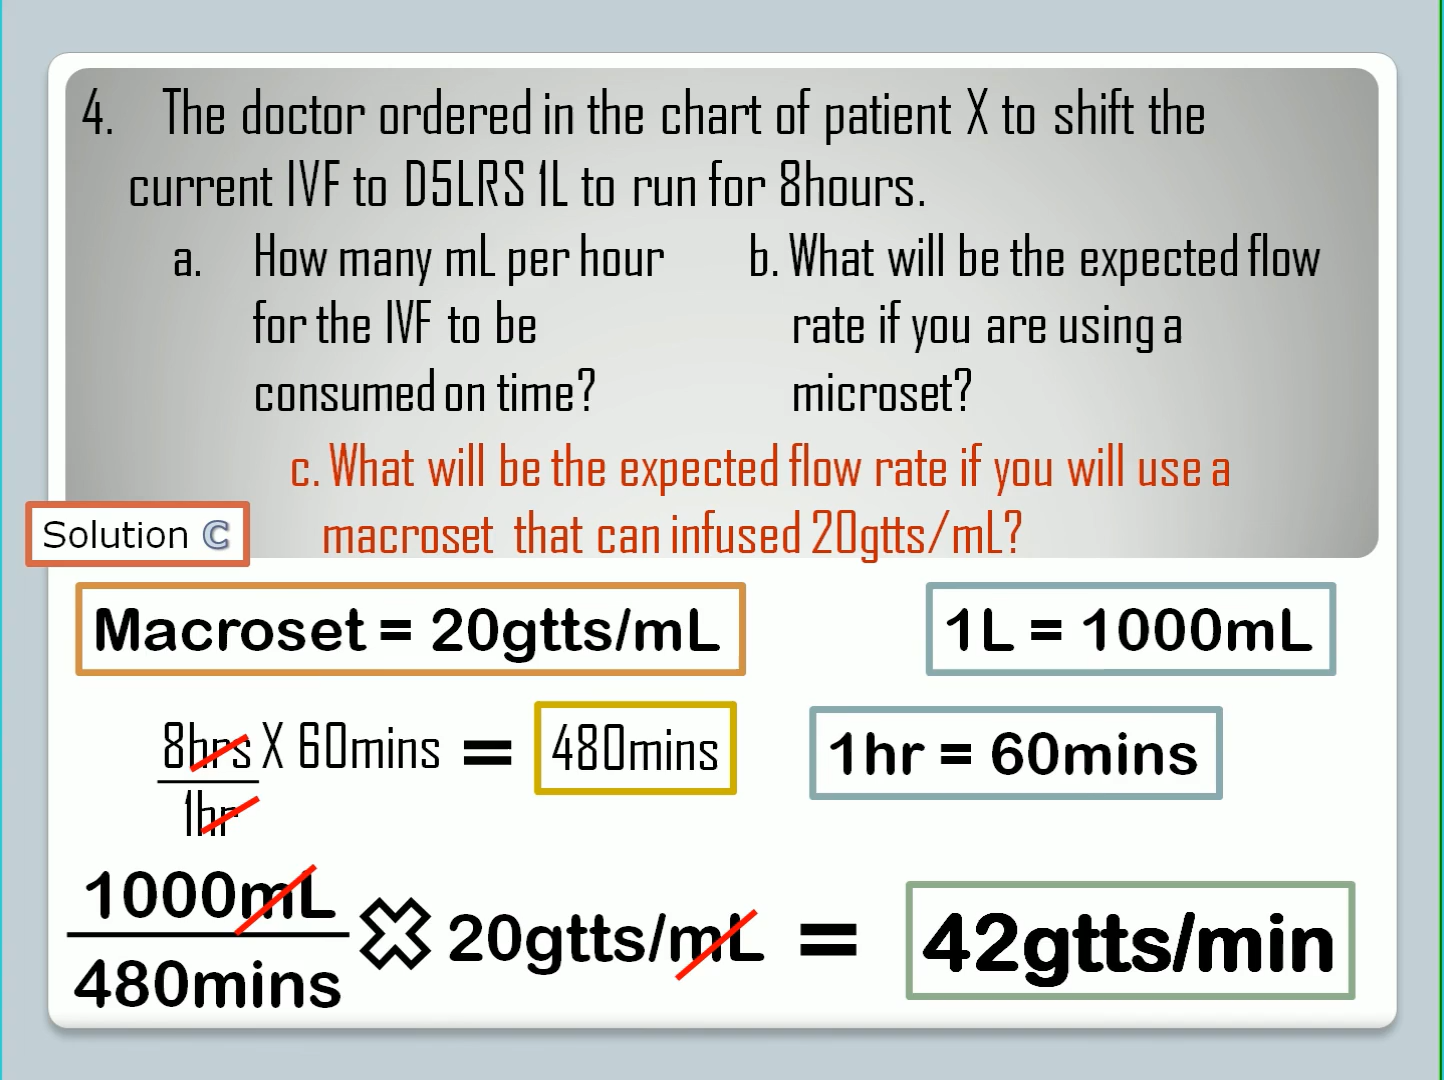 4. The doctor ordered in the chart of patient X to shift the
current IVF to D5LRS 1L to run for 8hours.
a. How many mL per hour
for the IVF to be
consumed on time?
b. What will be the expected flow
rate if you are using a
microset?
c. What will be the expected flow rate if you will use a
macroset that can infused 20gtts/mL?
Solution C
Macroset = 20gtts/mL
1L = 1000mL
8hrs X 60mins = 480mins
1hr
1hr = 60mins
1000mL
480mins
✖ 20gtts/mL = 42gtts/min